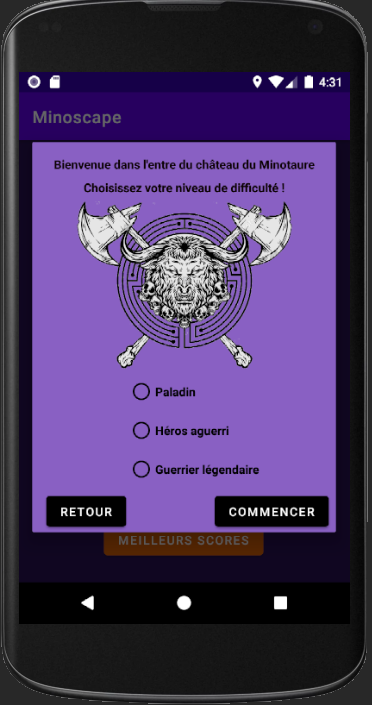 4:31
Minoscape
Bienvenue dans l'entre du château du Minotaure
Choisissez votre niveau de difficulté !
Paladin
Héros aguerri
Guerrier légendaire
RETOUR
COMMENCER
MEILLEURS SCORES